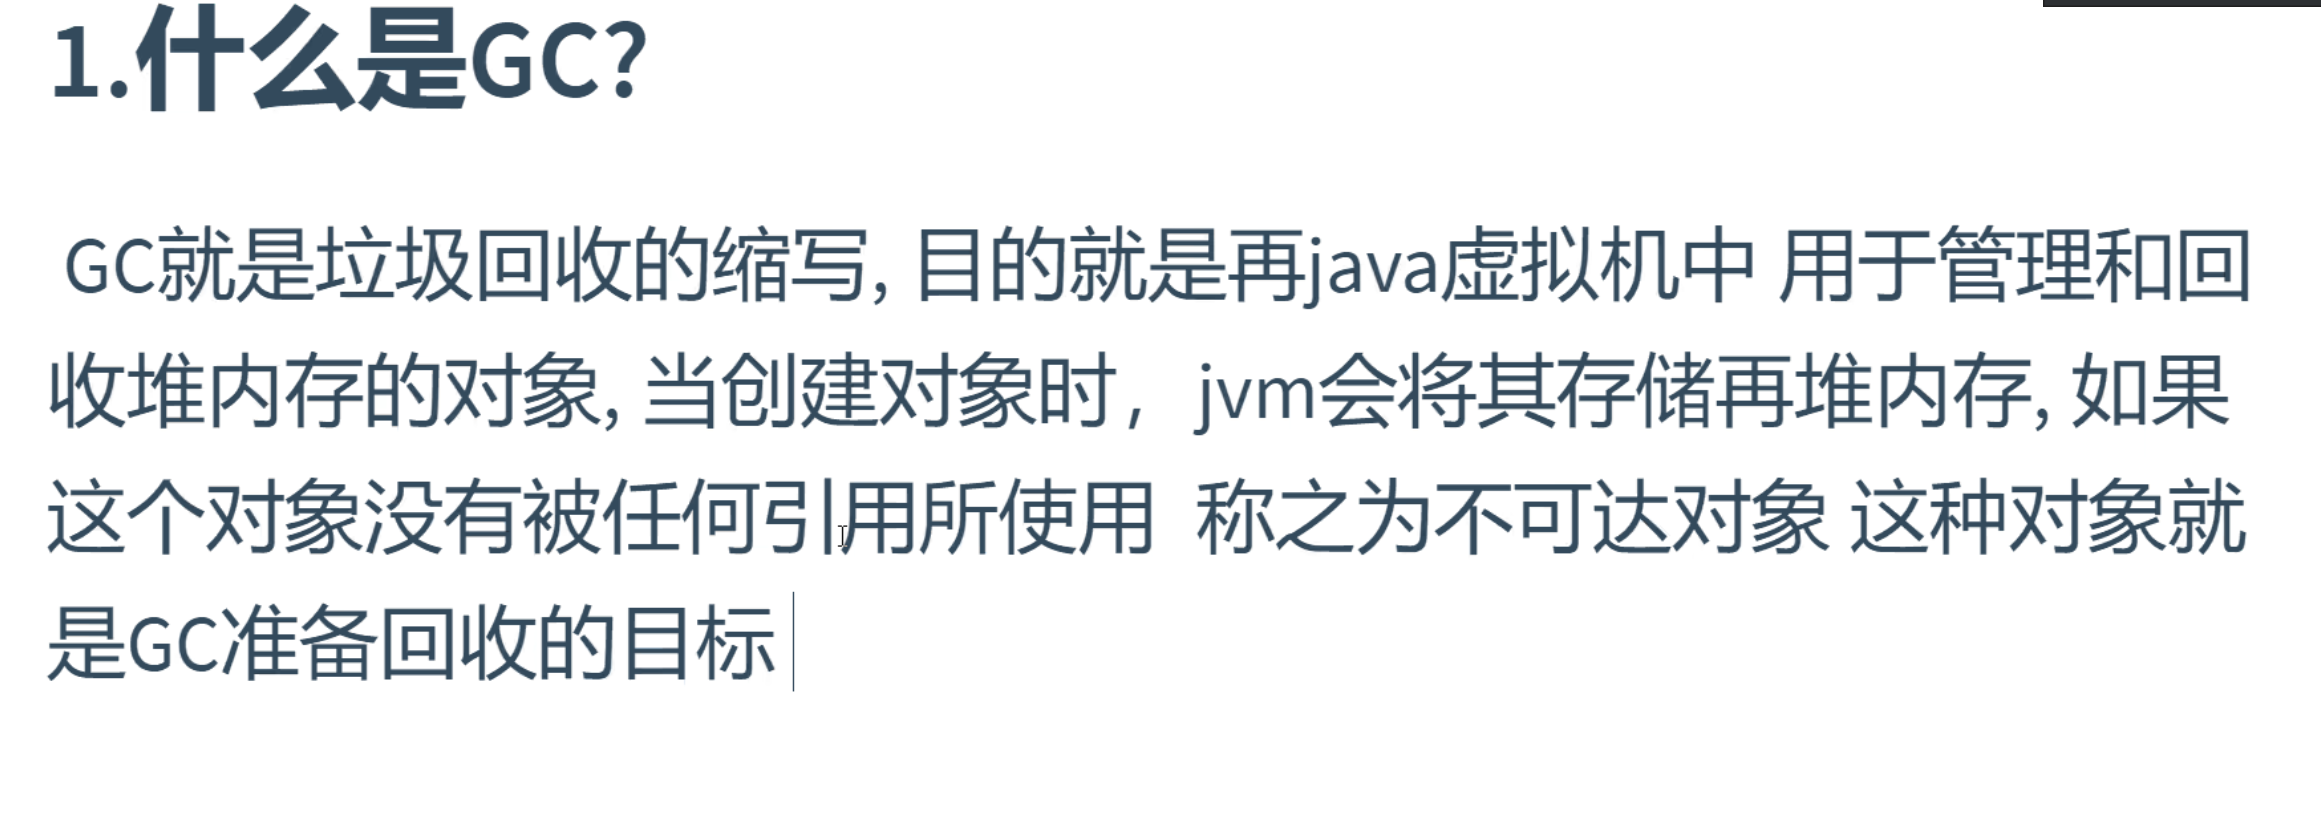 1.什么是GC?
GC就是垃圾回收的缩写, 目的就是再java虚拟机中 用于管理和回
收堆内存的对象, 当创建对象时，jvm会将其存储再堆内存, 如果
这个对象没有被任何引用所使用  称之为不可达对象 这种对象就
是GC准备回收的目标